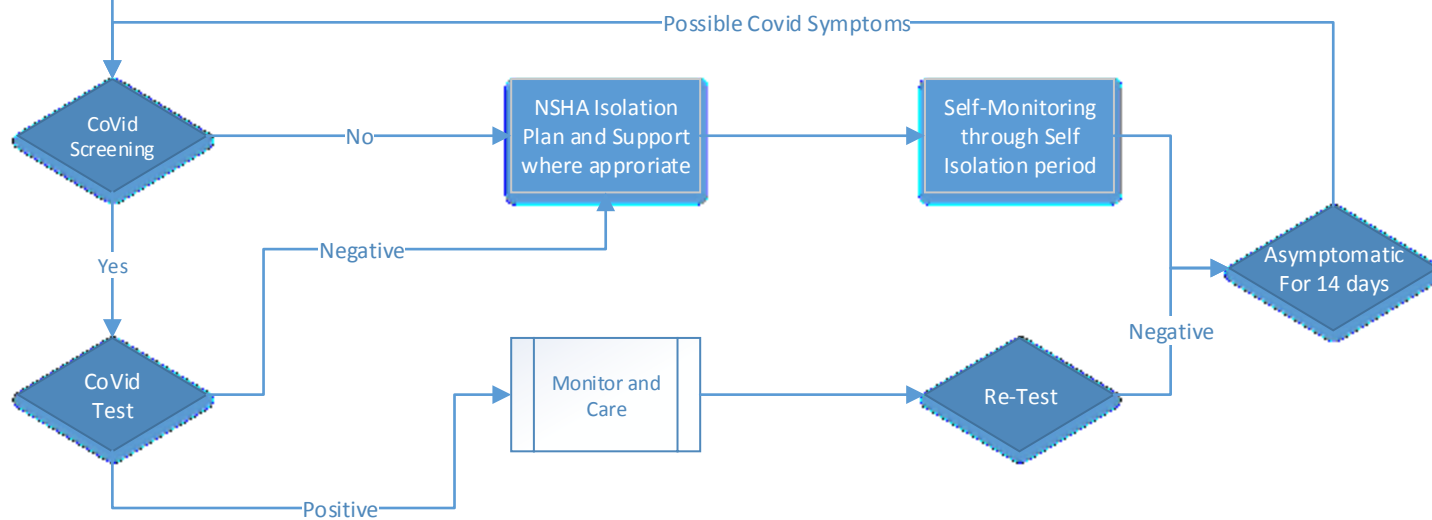 Possible Covid Symptoms
CoVid
Screening
No
NSHA Isolation
Plan and Support
where approriate
Self-Monitoring
through Self
Isolation period
Yes
Negative
Asymptomatic
For 14 days
Negative
CoVid
Test
Monitor and
Care
Re-Test
Positive